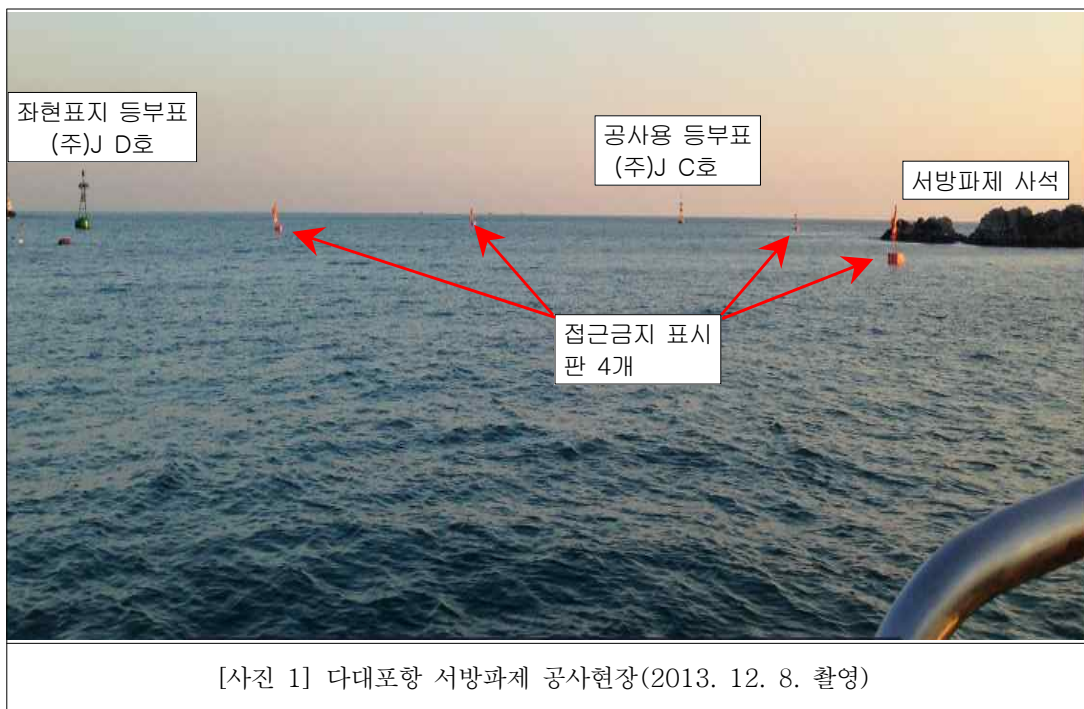 좌현표지 등부표
(주)J D호
공사용 등부표
(주)J C호
서방파제 사석
접근금지 표시
판 4개
[사진 1] 다대포항 서방파제 공사현장(2013. 12. 8. 촬영)